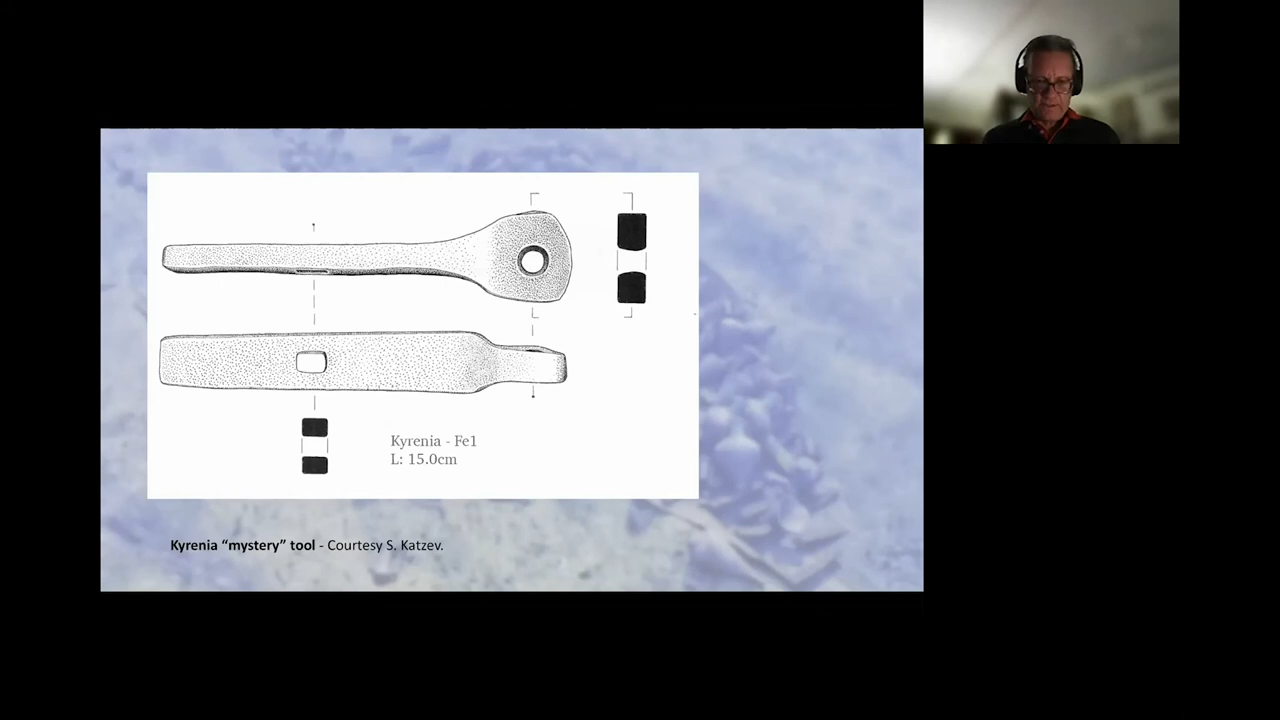 Kyrenia - Fe1
L: 15.0cm
Kyrenia “mystery” tool - Courtesy S. Katzev.